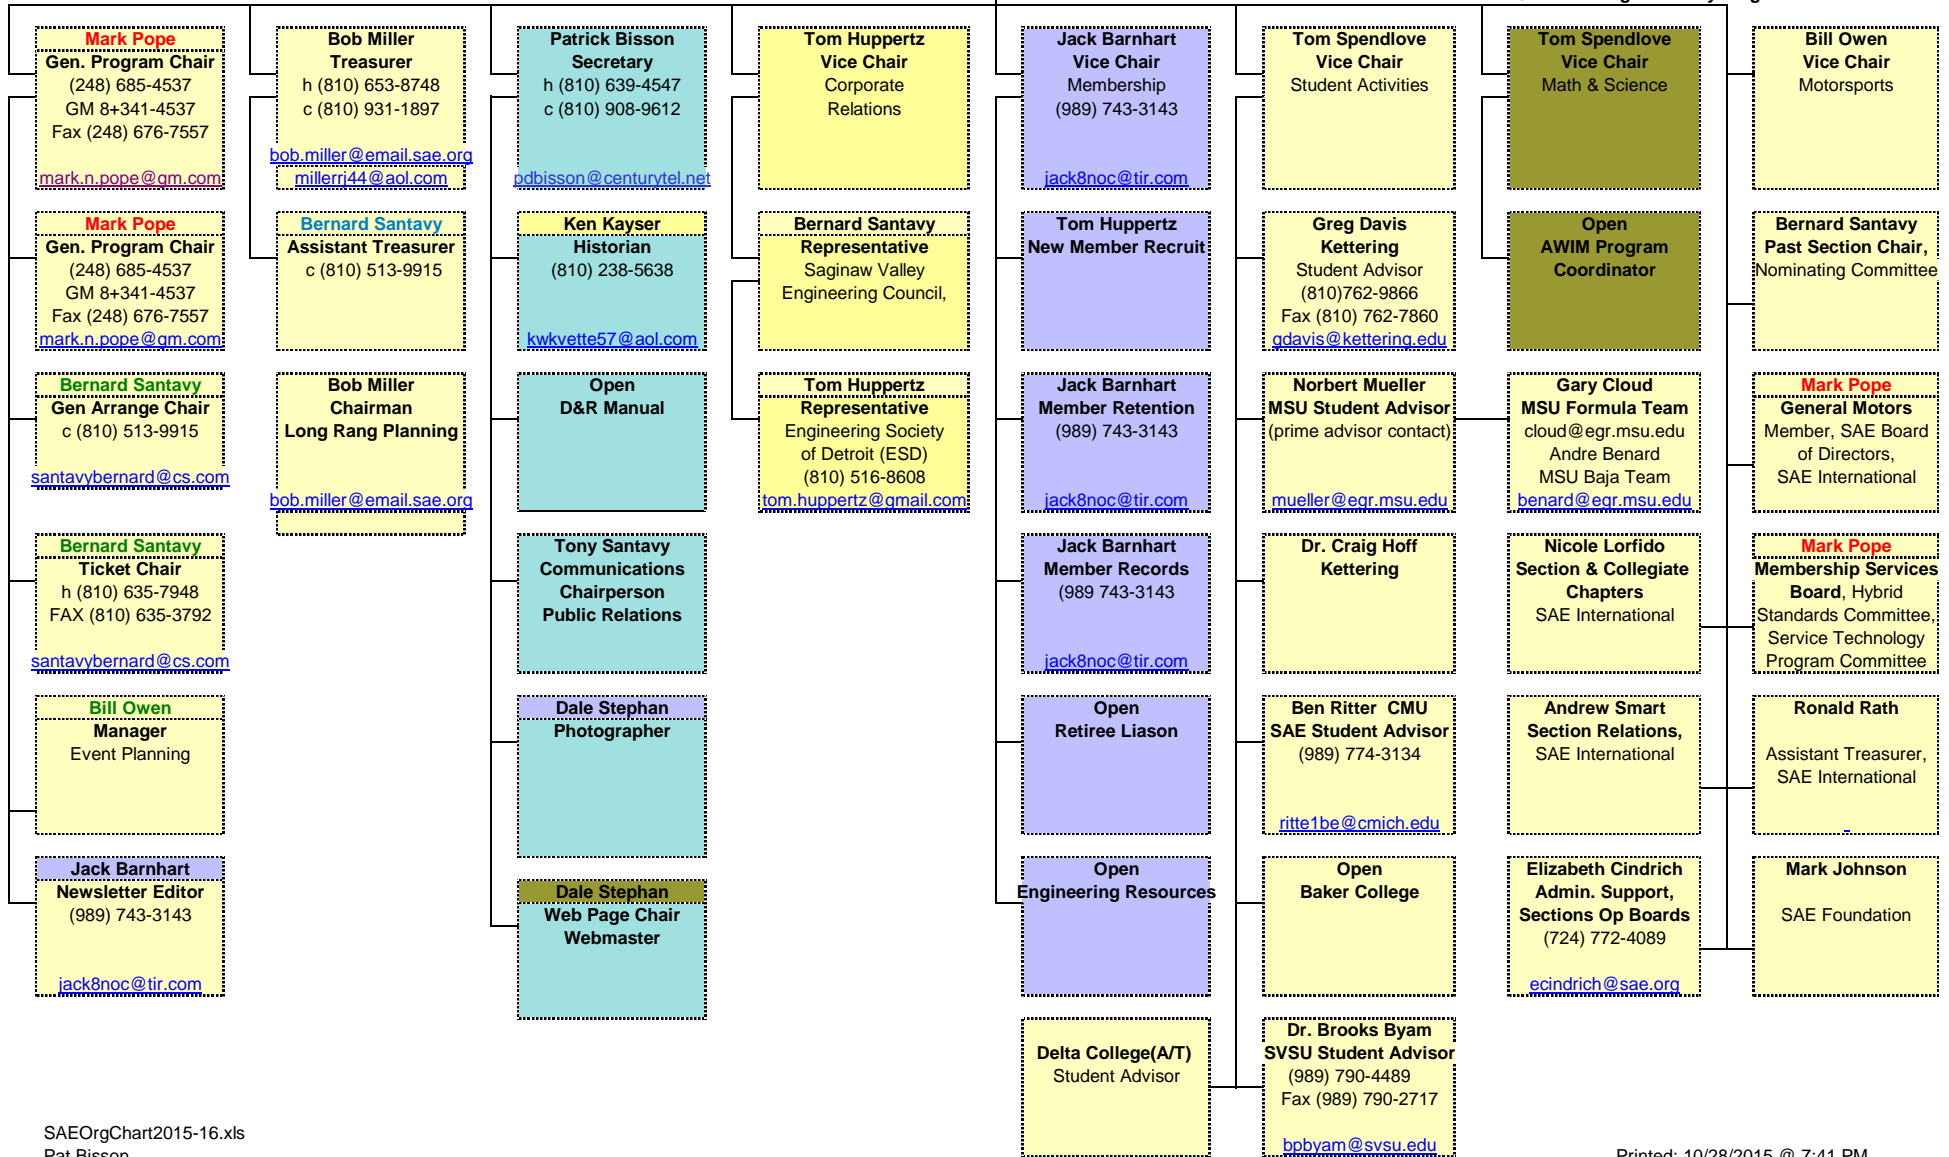 Mark Pope
Gen. Program Chair
(248) 685-4537
GM 8+341-4537
Fax (248) 676-7557
mark.n.pope@gm.com
Bob Miller
Treasurer
h (810) 653-8748
c (810) 931-1897
bob.miller@email.sae.org
millerrj44@aol.com
Patrick Bisson
Secretary
h (810) 639-4547
c (810) 908-9612
pdbisson@centurytel.net
Tom Huppertz
Vice Chair
Corporate
Relations
Jack Barnhart
Vice Chair
Membership
(989) 743-3143
jack8noc@tir.com
Tom Spendlove
Vice Chair
Student Activities
Tom Spendlove
Vice Chair
Math & Science
Bill Owen
Vice Chair
Motorsports
Mark Pope
Gen. Program Chair
(248) 685-4537
GM 8+341-4537
Fax (248) 676-7557
mark.n.pope@gm.com
Bernard Santavy
Assistant Treasurer
c (810) 513-9915
Ken Kayser
Historian
(810) 238-5638
kwkvette57@aol.com
Bernard Santavy
Representative
Saginaw Valley
Engineering Council,
Tom Huppertz
New Member Recruit
Greg Davis
Kettering
Student Advisor
(810)762-9866
Fax (810) 762-7860
gdavis@kettering.edu
Open
AWIM Program
Coordinator
Bernard Santavy
Past Section Chair,
Nominating Committee
Bernard Santavy
Gen Arrange Chair
c (810) 513-9915
santavybernard@cs.com
Bob Miller
Chairman
Long Rang Planning
bob.miller@email.sae.org
Open
D&R Manual
Tom Huppertz
Representative
Engineering Society
of Detroit (ESD)
(810) 516-8608
tom.huppertz@gmail.com
Jack Barnhart
Member Retention
(989) 743-3143
jack8noc@tir.com
Norbert Mueller
MSU Student Advisor
(prime advisor contact)
mueller@egr.msu.edu
Gary Cloud
MSU Formula Team
cloud@egr.msu.edu
Andre Benard
MSU Baja Team
benard@egr.msu.edu
Mark Pope
General Motors
Member, SAE Board
of Directors,
SAE International
Bernard Santavy
Ticket Chair
h (810) 635-7948
FAX (810) 635-3792
santavybernard@cs.com
Tony Santavy
Communications
Chairperson
Public Relations
Jack Barnhart
Member Records
(989 743-3143
jack8noc@tir.com
Dr. Craig Hoff
Kettering
Nicole Lorfido
Section & Collegiate
Chapters
SAE International
Mark Pope
Membership Services
Board, Hybrid
Standards Committee,
Service Technology
Program Committee
Bill Owen
Manager
Event Planning
Dale Stephan
Photographer
Open
Retiree Liason
Ben Ritter CMU
SAE Student Advisor
(989) 774-3134
ritte1be@cmich.edu
Andrew Smart
Section Relations,
SAE International
Ronald Rath
Assistant Treasurer,
SAE International
Jack Barnhart
Newsletter Editor
(989) 743-3143
jack8noc@tir.com
Dale Stephan
Web Page Chair
Webmaster
Open
Engineering Resources
Open
Baker College
Elizabeth Cindrich
Admin. Support,
Sections Op Boards
(724) 772-4089
ecindrich@sae.org
Mark Johnson
SAE Foundation
Delta College(A/T)
Student Advisor
Dr. Brooks Byam
SVSU Student Advisor
(989) 790-4489
Fax (989) 790-2717
bpbyam@svsu.edu
SAEOrgChart2015-16.xls
Pat Bisson
Printed: 10/28/2015 @ 7:41 PM